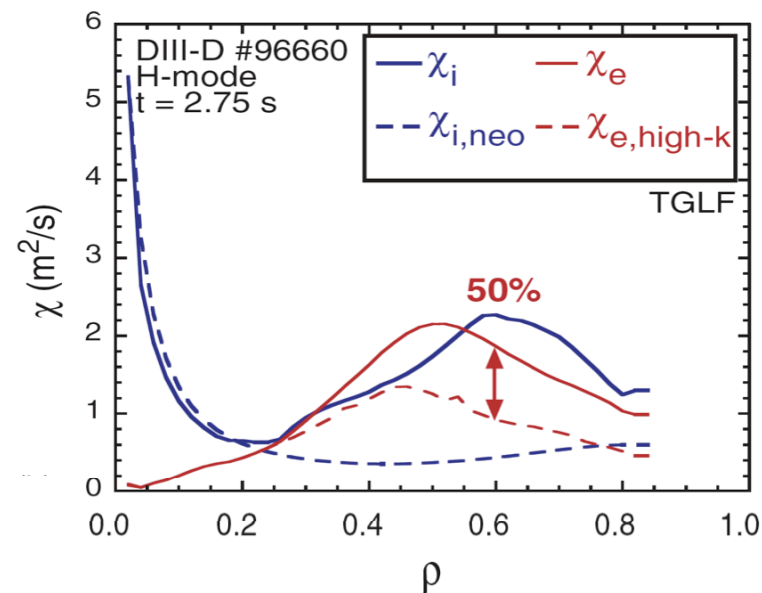 DIII-D #96660
H-mode
t = 2.75 s
χi χe
χi,neo χe,high-k
TGLF
50%
χ (m²/s)
6
5
4
3
2
1
0
0.0 0.2 0.4 0.6 0.8 1.0
ρ